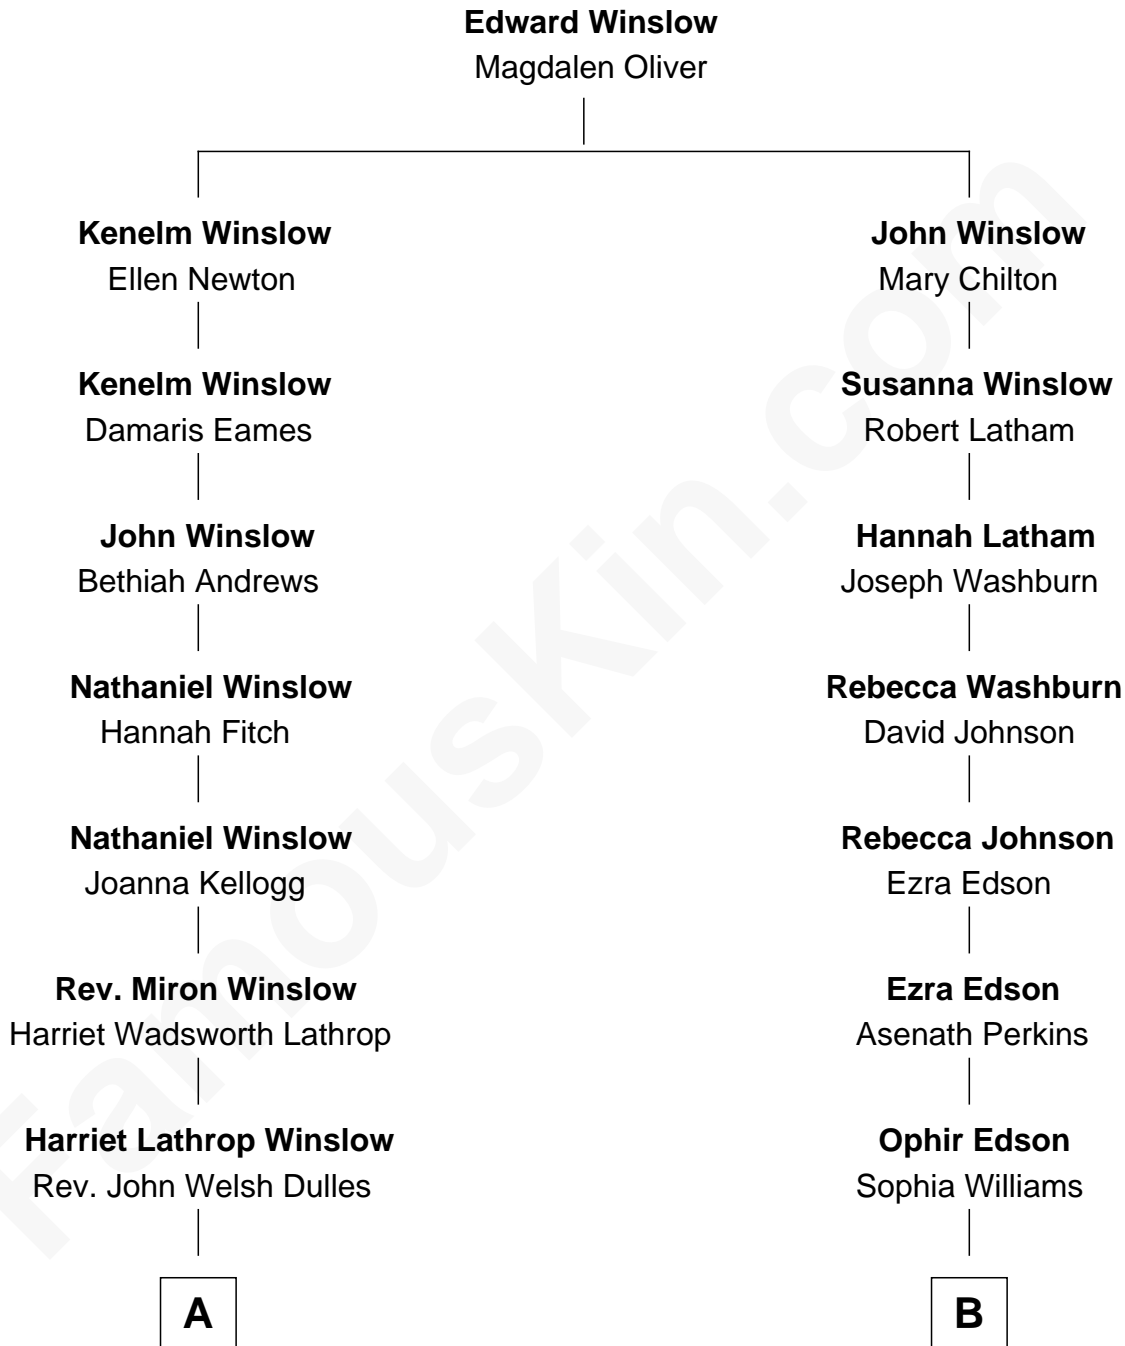 Edward Winslow
Magdalen Oliver
Kenelm Winslow
Ellen Newton
John Winslow
Mary Chilton
Kenelm Winslow
Damaris Eames
Susanna Winslow
Robert Latham
John Winslow
Bethiah Andrews
Hannah Latham
Joseph Washburn
Nathaniel Winslow
Hannah Fitch
Rebecca Washburn
David Johnson
Nathaniel Winslow
Joanna Kellogg
Rebecca Johnson
Ezra Edson
Rev. Miron Winslow
Harriet Wadsworth Lathrop
Ezra Edson
Asenath Perkins
Harriet Lathrop Winslow
Rev. John Welsh Dulles
Ophir Edson
Sophia Williams
A
B
FamousKin.com